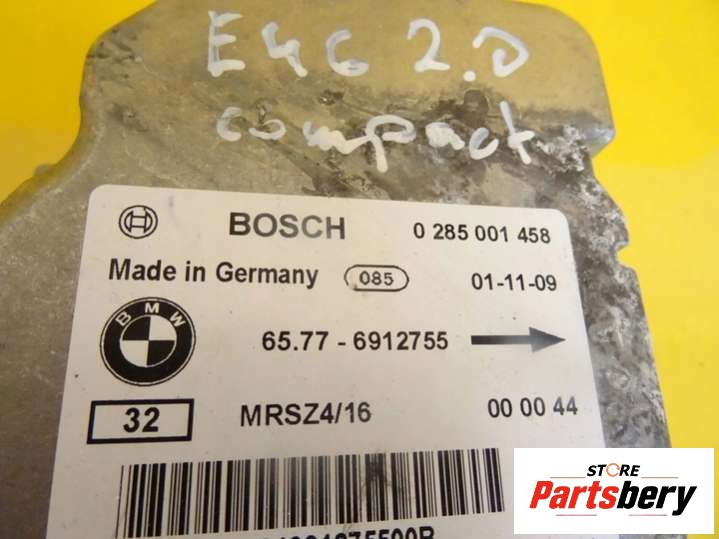 E46 2.0
compact
BOSCH 0 285 001 458
Made in Germany 085 01-11-09
BMW
65.77 - 6912755
32 MRSZ4/16 00 00 44
STORE
Partsbery